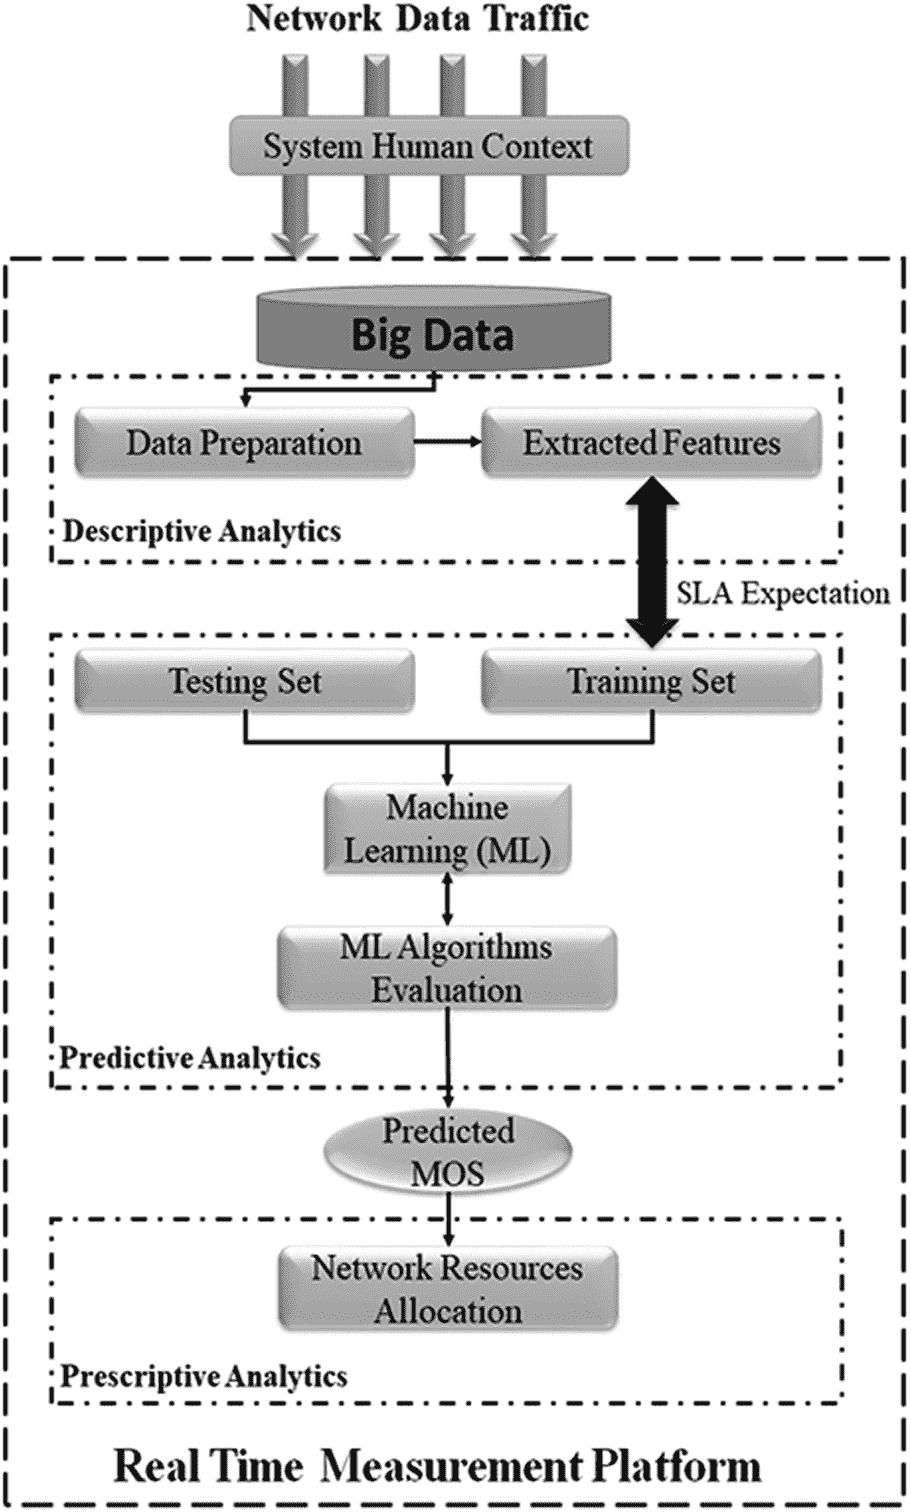 Network Data Traffic
System Human Context
Big Data
Data Preparation
Extracted Features
Descriptive Analytics
SLA Expectation
Testing Set
Training Set
Machine
Learning (ML)
ML Algorithms
Evaluation
Predictive Analytics
Predicted
MOS
Network Resources
Allocation
Prescriptive Analytics
Real Time Measurement Platform